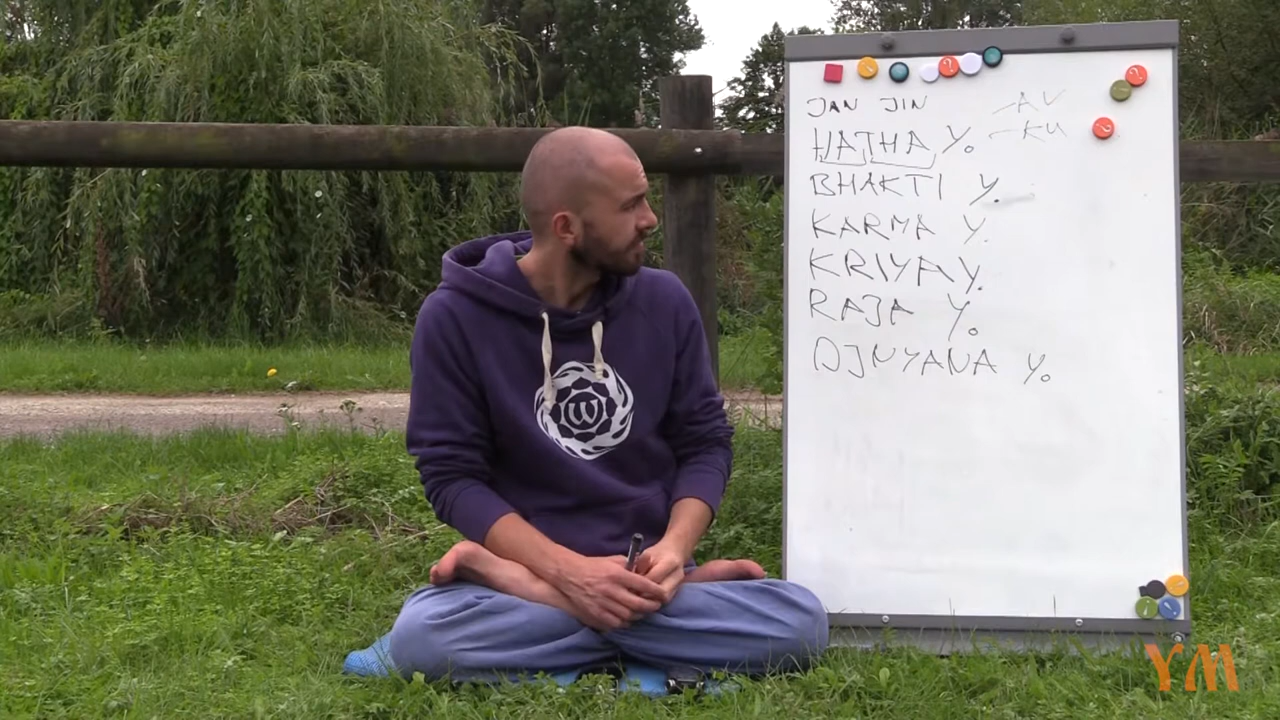 JAN JIN -AV
HATHA Y. -KU
BHAKTI Y.
KARMA Y.
KRIYA Y.
RAJA Y.
DJNYANA Y.
W
YM